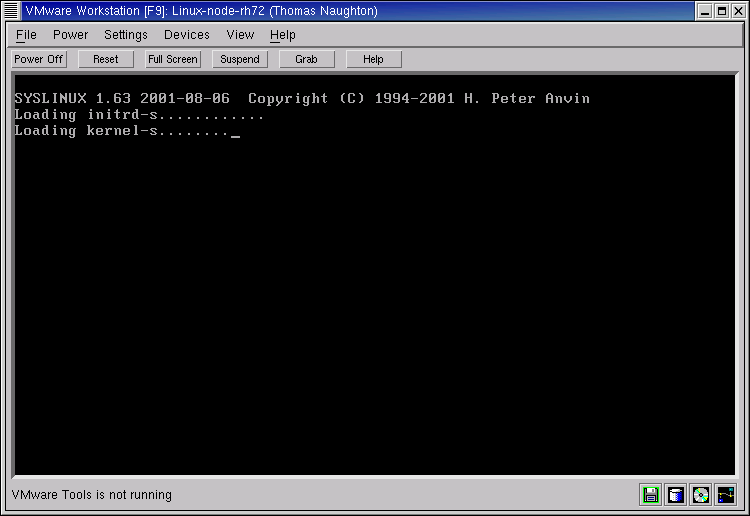 VMware Workstation [F9]: Linux-node-rh72 (Thomas Naughton)
File Power Settings Devices View Help
Power Off Reset Full Screen Suspend Grab Help
SYSLINUX 1.63 2001-08-06  Copyright (C) 1994-2001 H. Peter Anvin
Loading initrd-s............
Loading kernel-s........_
VMware Tools is not running